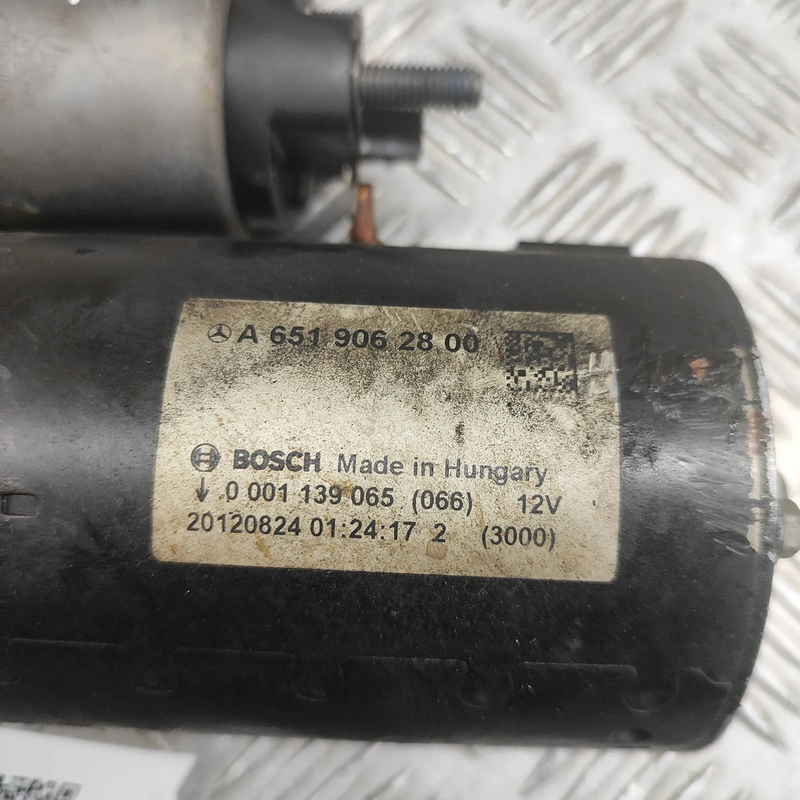 A 651 906 28 00
BOSCH Made in Hungary
0 001 139 065 (066) 12V
20120824 01:24:17 2 (3000)